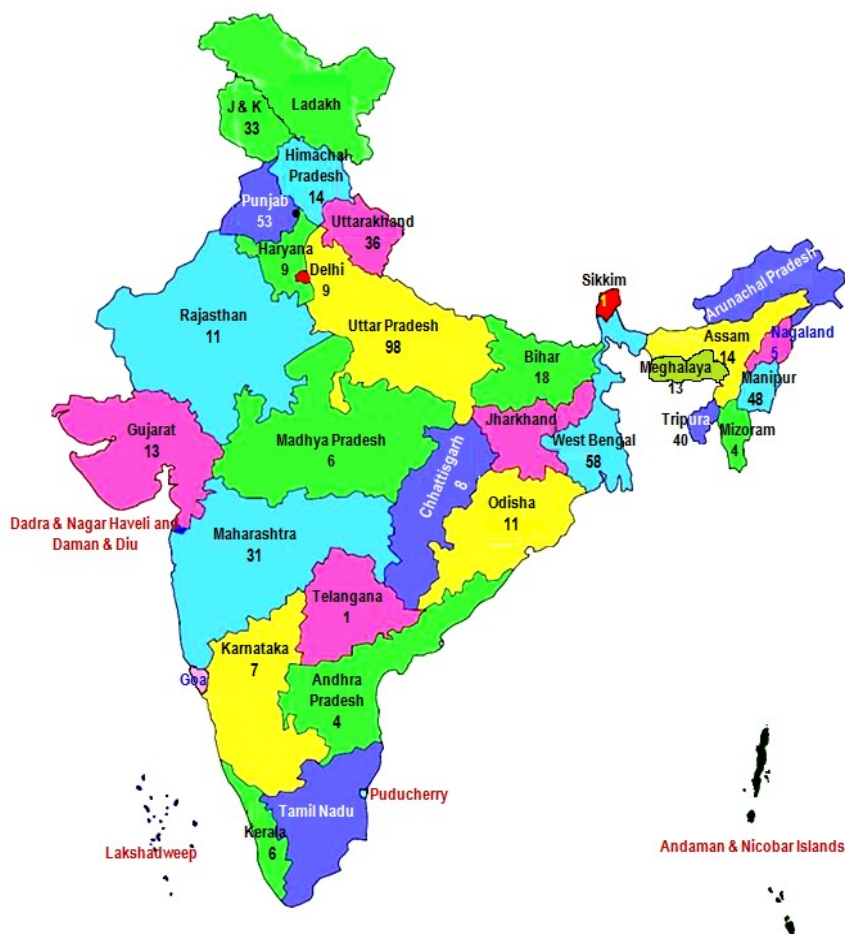 Ladakh
J & K
33
Himachal
Pradesh
14
Punjab
53
Uttarakhand
36
Haryana
9
Delhi
9
Sikkim
1
Arunachal Pradesh
Rajasthan
11
Uttar Pradesh
98
Assam
14
Nagaland
5
Bihar
18
Meghalaya
13
Manipur
48
Jharkhand
Tripura
40
Mizoram
4
Gujarat
13
Madhya Pradesh
6
West Bengal
58
Chhattisgarh
8
Odisha
11
Dadra & Nagar Haveli and
Daman & Diu
Maharashtra
31
Telangana
1
Karnataka
7
Goa
Andhra
Pradesh
4
Puducherry
Tamil Nadu
Kerala
6
Lakshadweep
Andaman & Nicobar Islands